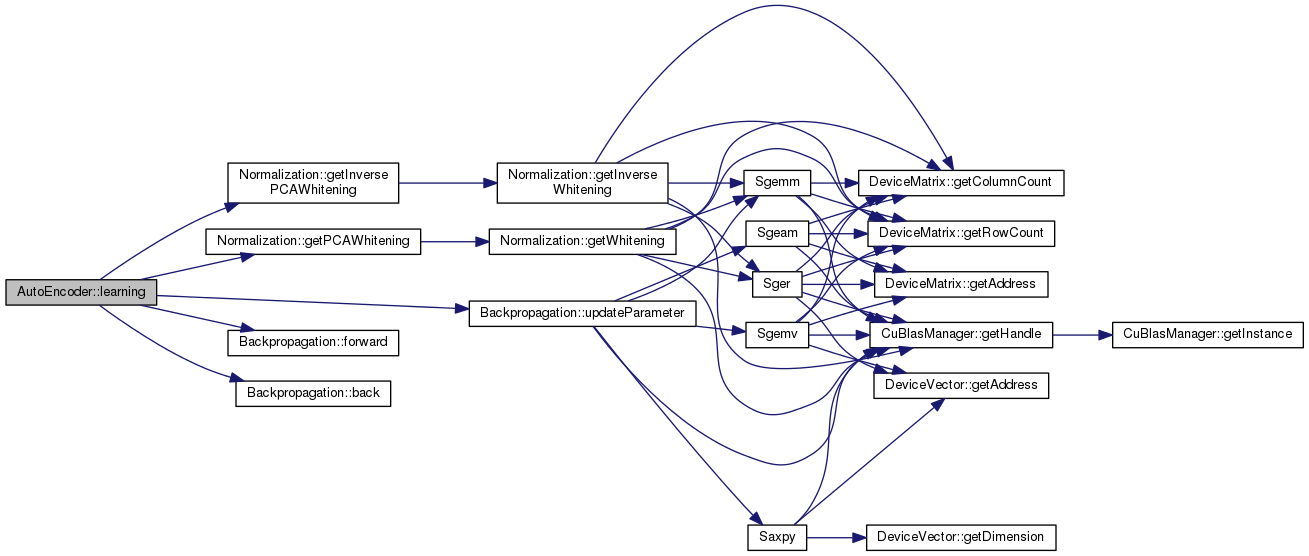 AutoEncoder::learning
Normalization::getInverse
PCAWhitening
Normalization::getPCAWhitening
Backpropagation::forward
Backpropagation::back
Normalization::getInverse
Whitening
Normalization::getWhitening
Backpropagation::updateParameter
Sgemm
Sgeam
Sger
Sgemv
Saxpy
DeviceMatrix::getColumnCount
DeviceMatrix::getRowCount
DeviceMatrix::getAddress
CuBlasManager::getHandle
DeviceVector::getAddress
DeviceVector::getDimension
CuBlasManager::getInstance